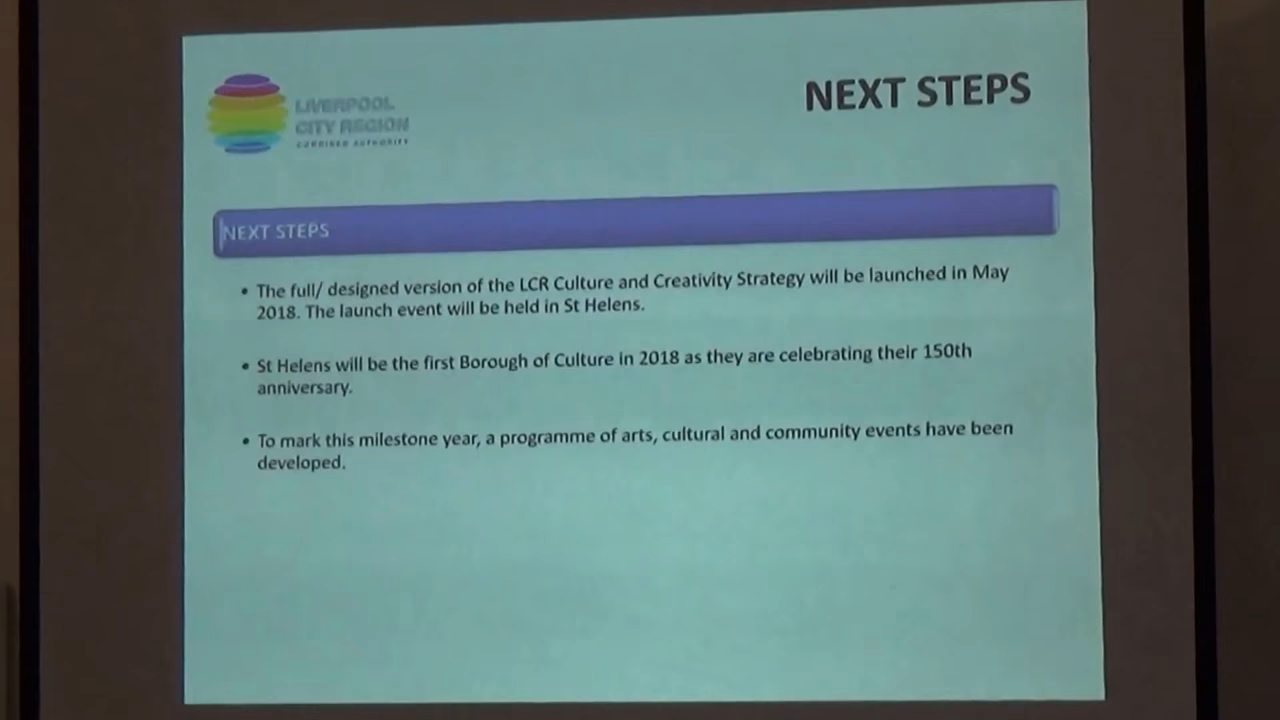 LIVERPOOL
CITY REGION
COMBINED AUTHORITY
NEXT STEPS
NEXT STEPS
• The full/ designed version of the LCR Culture and Creativity Strategy will be launched in May
2018. The launch event will be held in St Helens.
• St Helens will be the first Borough of Culture in 2018 as they are celebrating their 150th
anniversary.
• To mark this milestone year, a programme of arts, cultural and community events have been
developed.